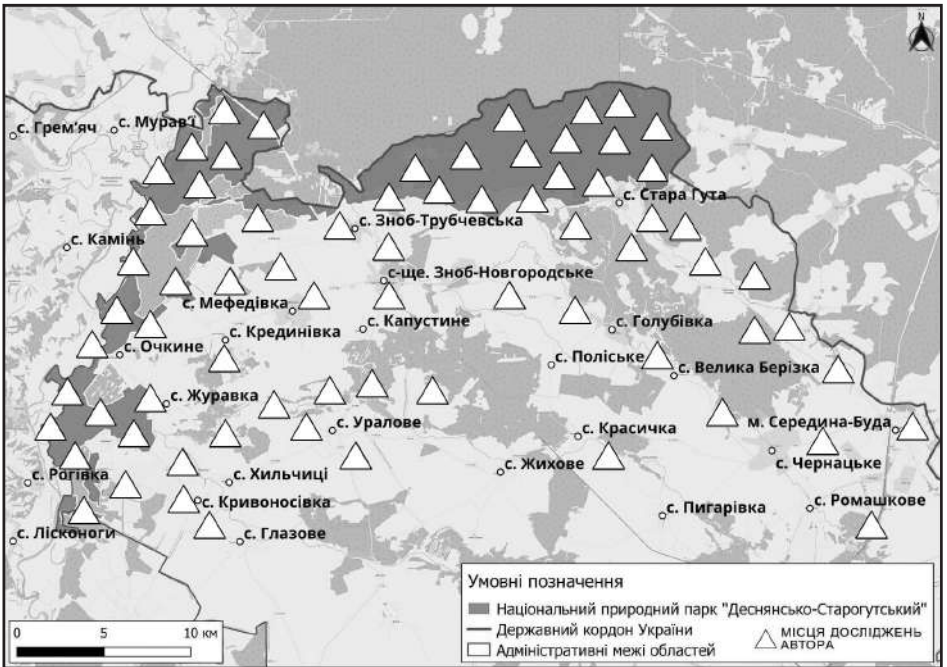 с. Грем'яч
с. Мурав'ї
с. Стара Гута
с. Зноб-Трубчевська
с. Камінь
с-ще. Зноб-Новгородське
с. Мефедівка
с. Капустине
с. Голубівка
с. Крединівка
с. Очкине
с. Поліське
с. Велика Берізка
с. Журавка
с. Уралове
с. Красичка
м. Середина-Буда
с. Чернацьке
с. Жихове
с. Рогівка
с. Хильчиці
с. Кривоносівка
с. Пигарівка
с. Ромашкове
с. Лісконоги
с. Глазове
Умовні позначення
Національний природний парк "Деснянсько-Старогутський"
Державний кордон України
Адміністративні межі областей
МІСЦЯ ДОСЛІДЖЕНЬ
АВТОРА
0 5 10 км